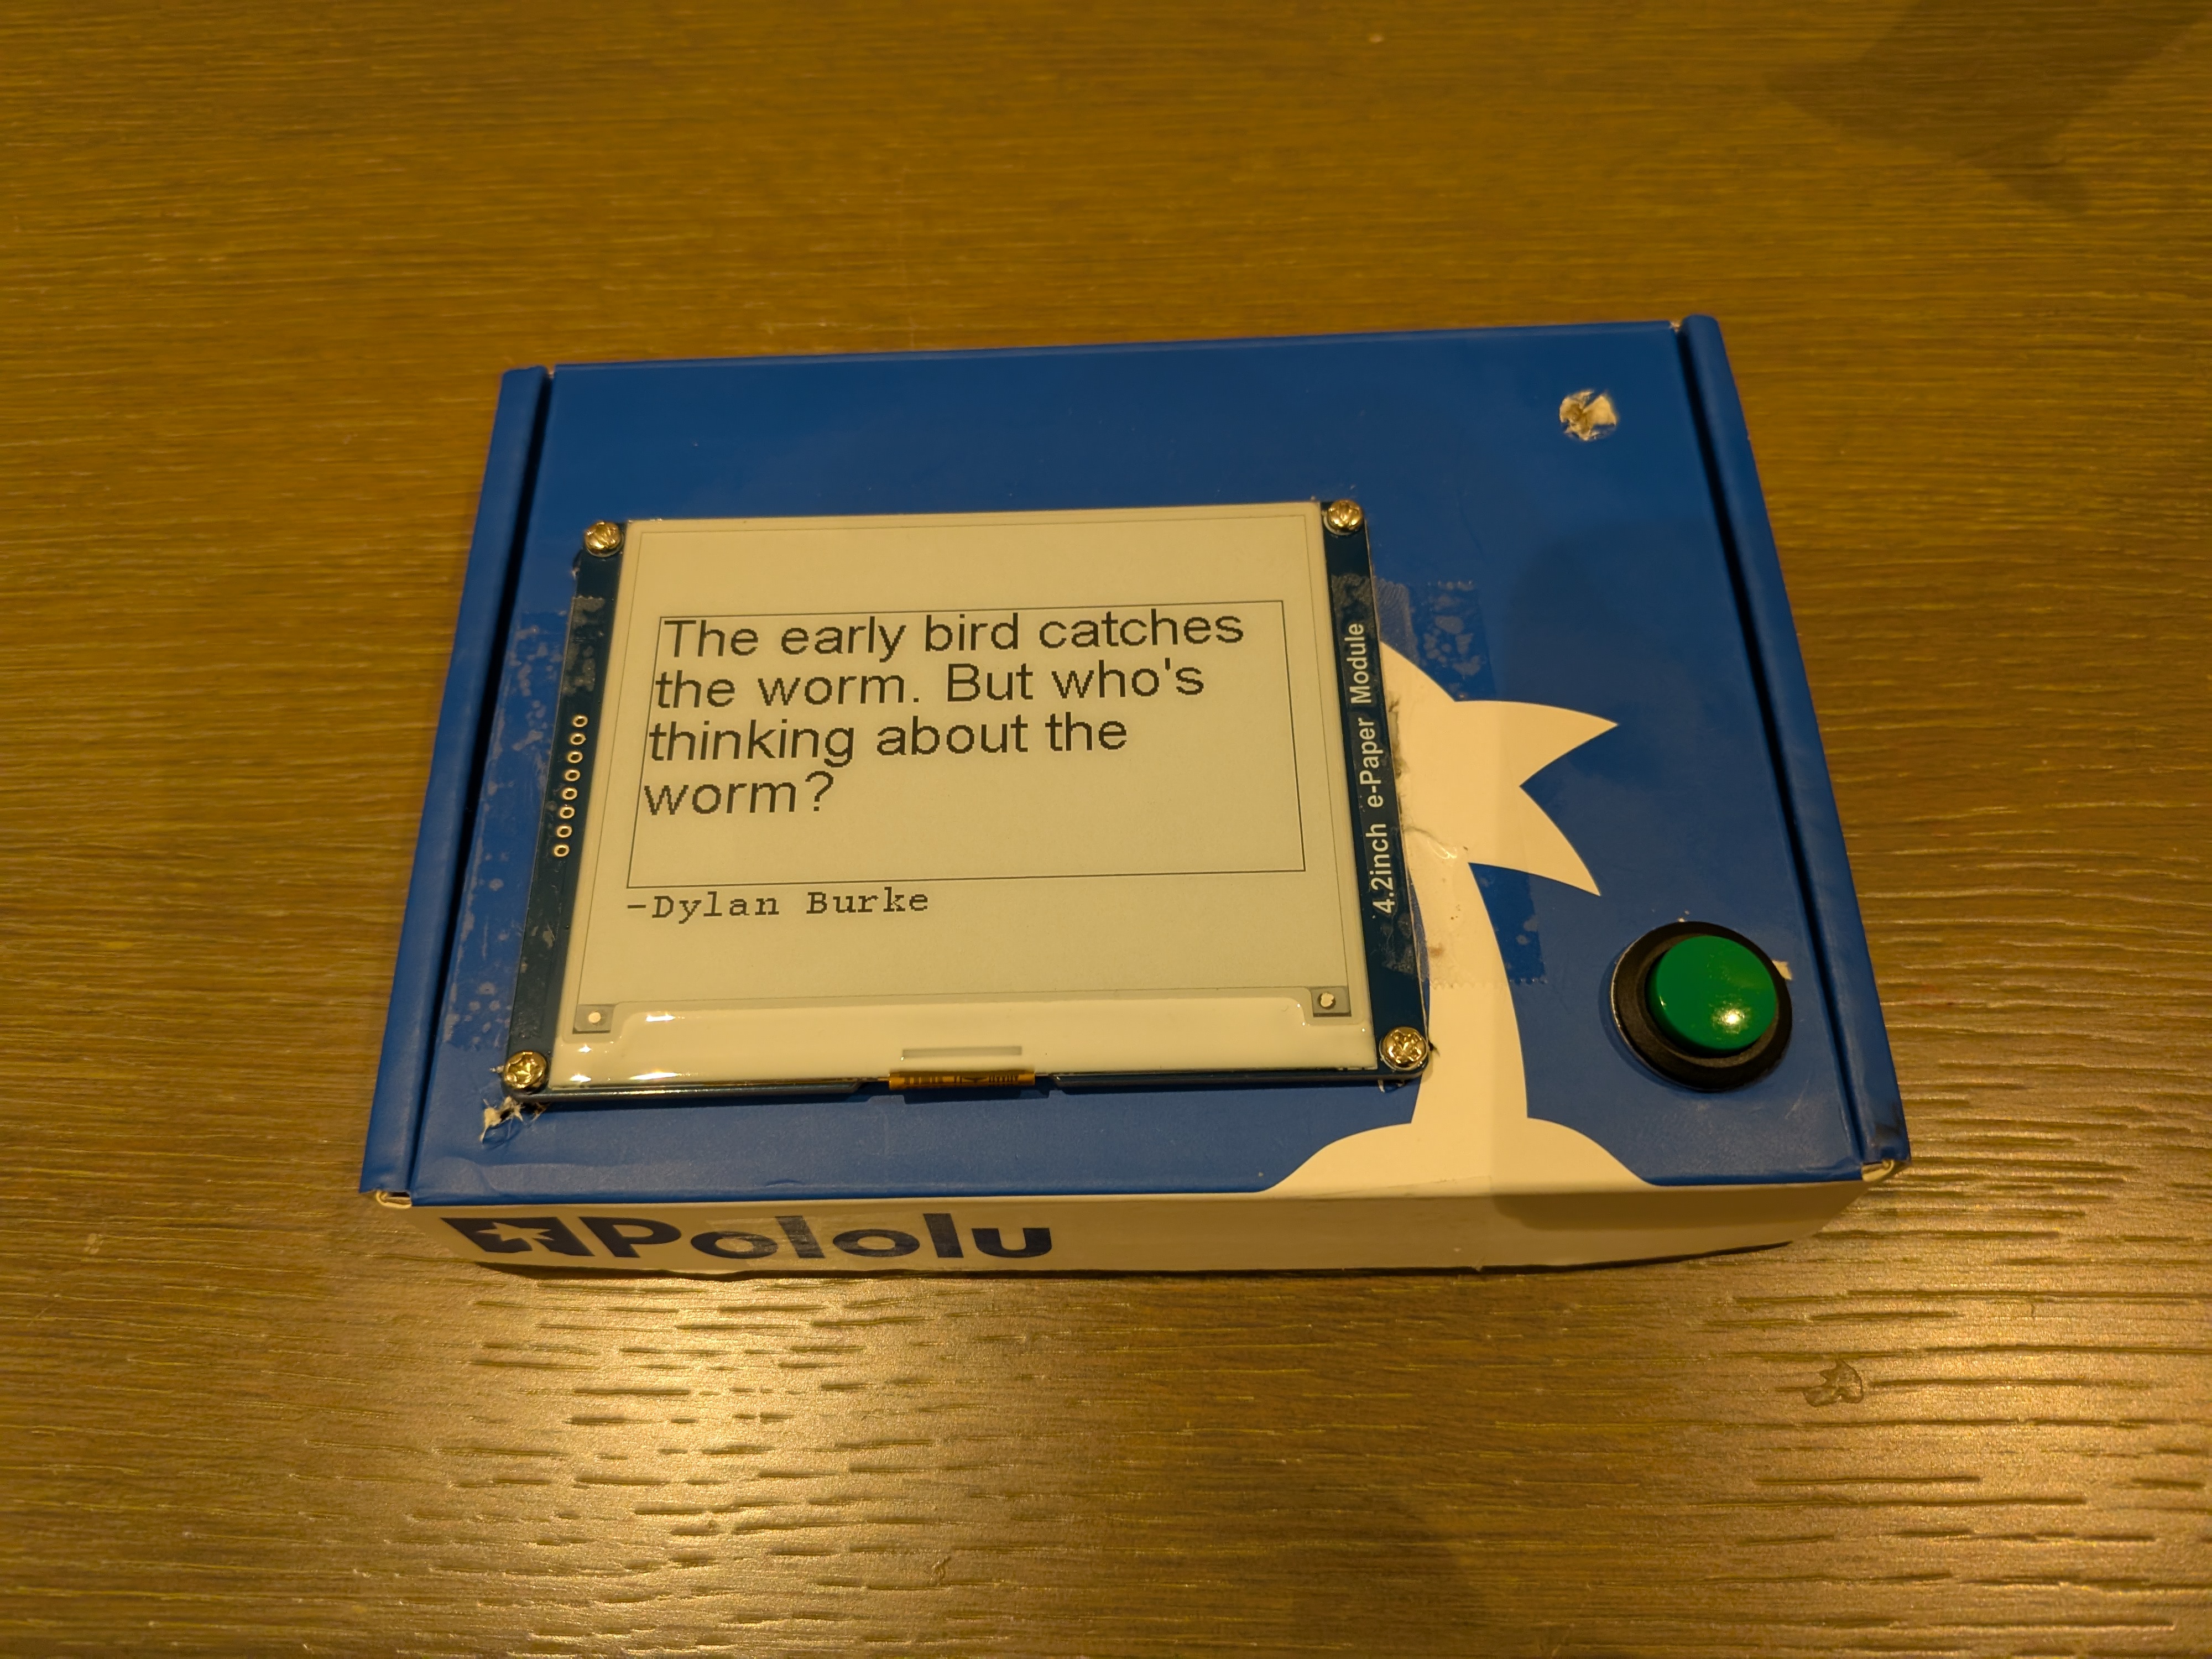 The early bird catches
the worm. But who's
thinking about the
worm?
-Dylan Burke
4.2inch e-Paper Module
Pololu